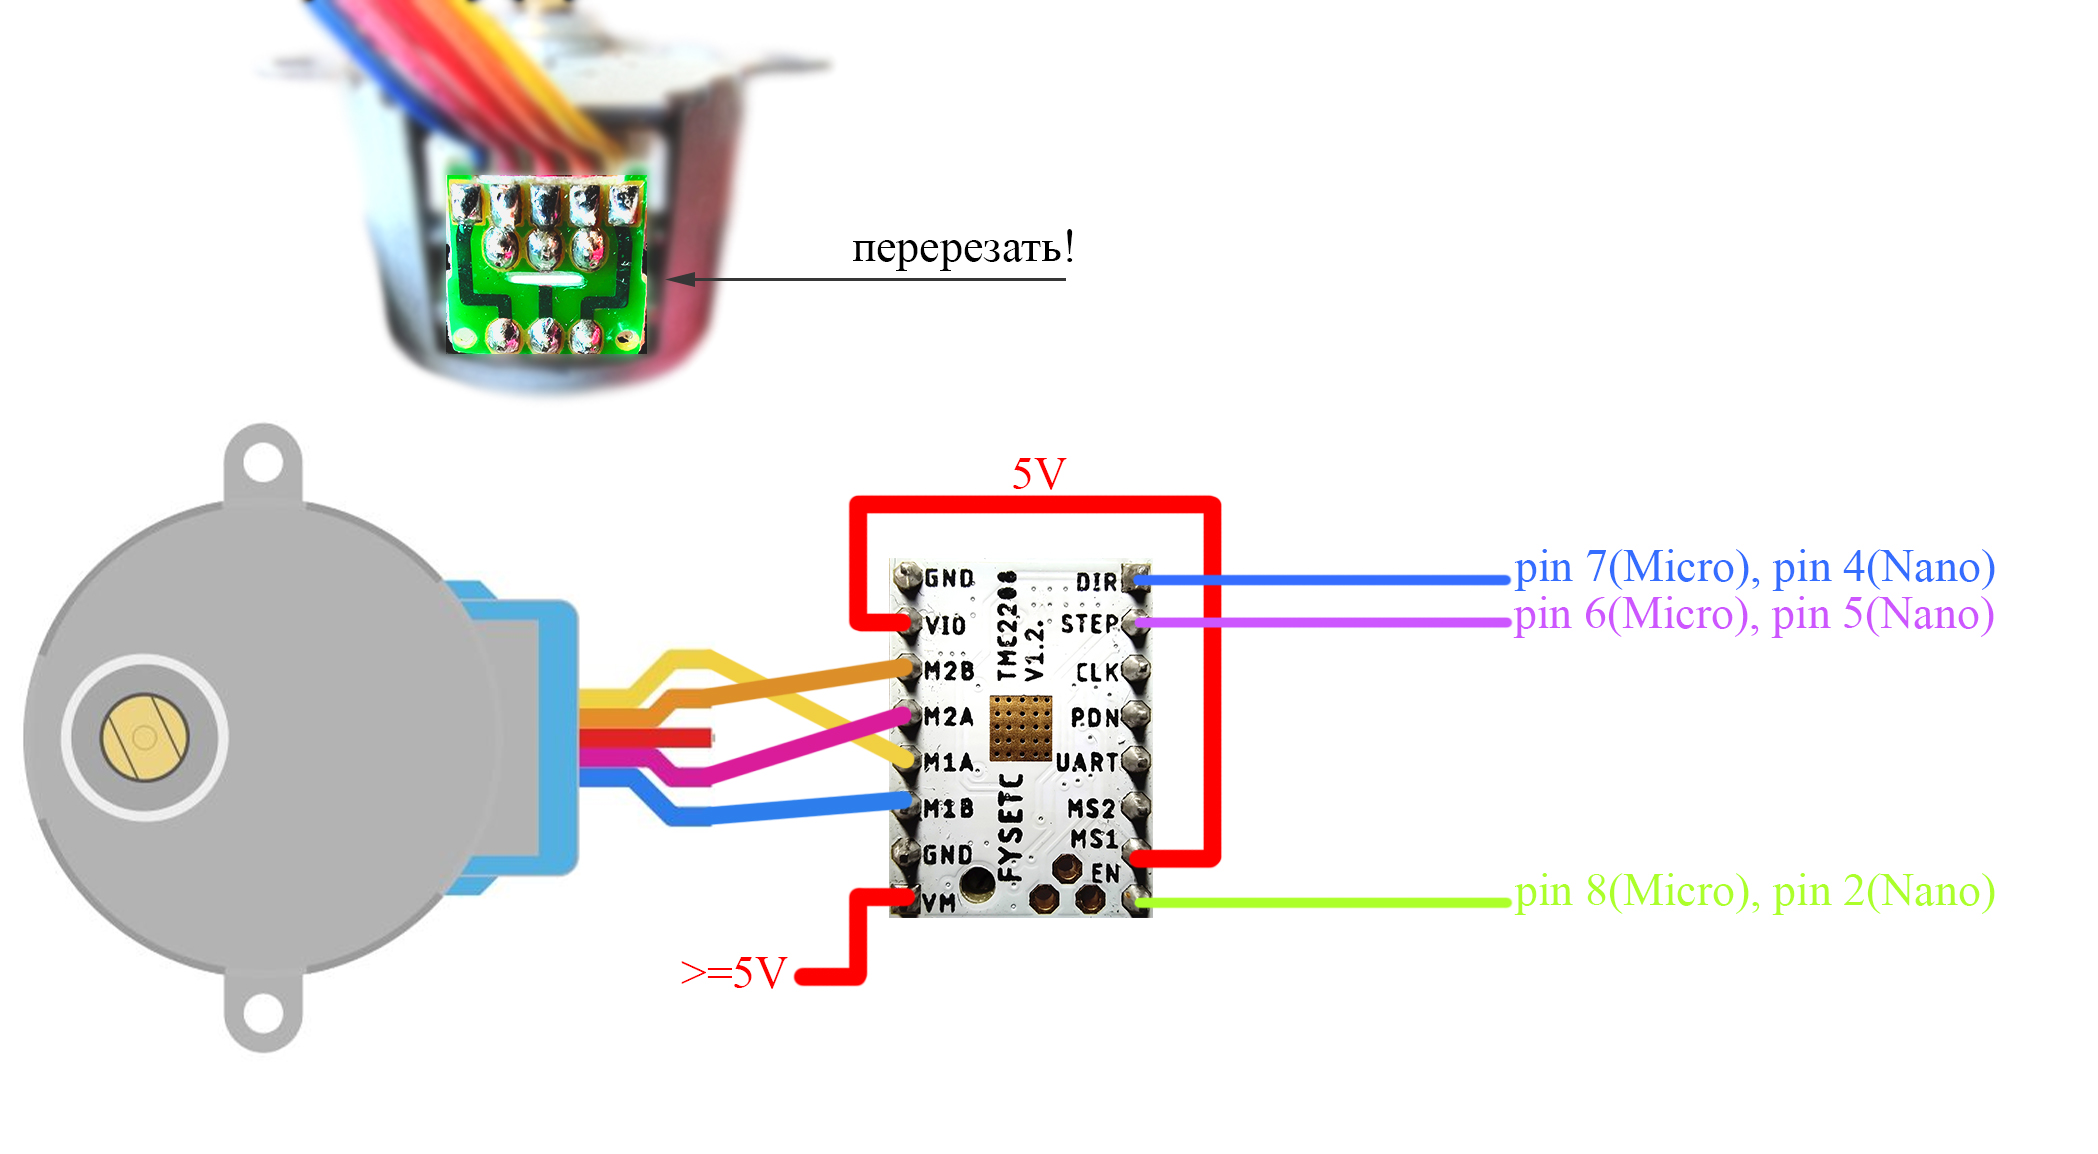 перерезать!
5V
GND
VIO
M2B
M2A
M1A
M1B
GND
VM
TMC2208
V1.2.
FYSETC
DIR
STEP
CLK
PDN
UART
MS2
MS1
EN
pin 7(Micro), pin 4(Nano)
pin 6(Micro), pin 5(Nano)
pin 8(Micro), pin 2(Nano)
>=5V